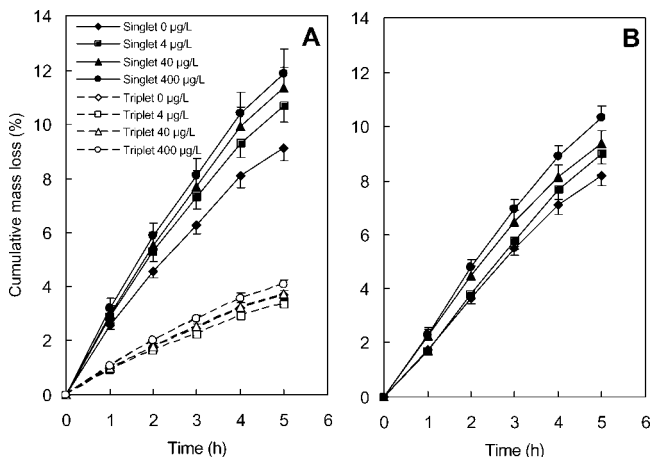 A
Singlet 0 µg/L
Singlet 4 µg/L
Singlet 40 µg/L
Singlet 400 µg/L
Triplet 0 µg/L
Triplet 4 µg/L
Triplet 40 µg/L
Triplet 400 µg/L
Cumulative mass loss (%)
14
12
10
8
6
4
2
0
0 1 2 3 4 5 6
Time (h)
B
14
12
10
8
6
4
2
0
0 1 2 3 4 5 6
Time (h)